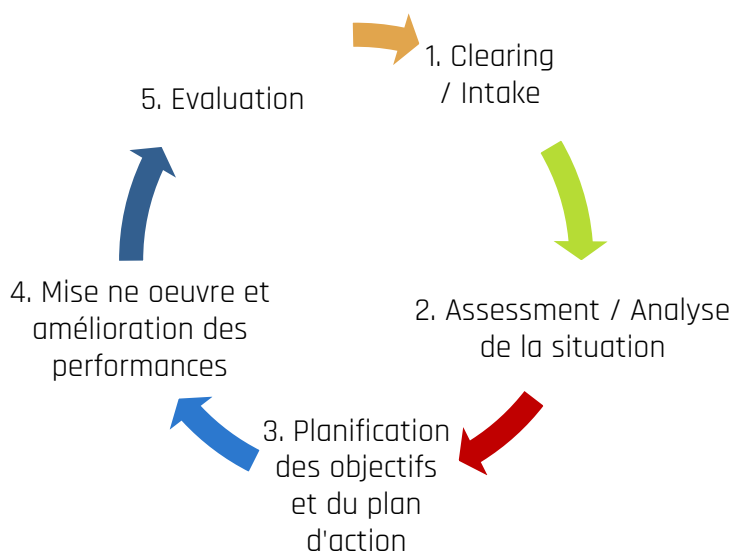 1. Clearing
/ Intake
2. Assessment / Analyse
de la situation
3. Planification
des objectifs
et du plan
d'action
4. Mise ne oeuvre et
amélioration des
performances
5. Evaluation